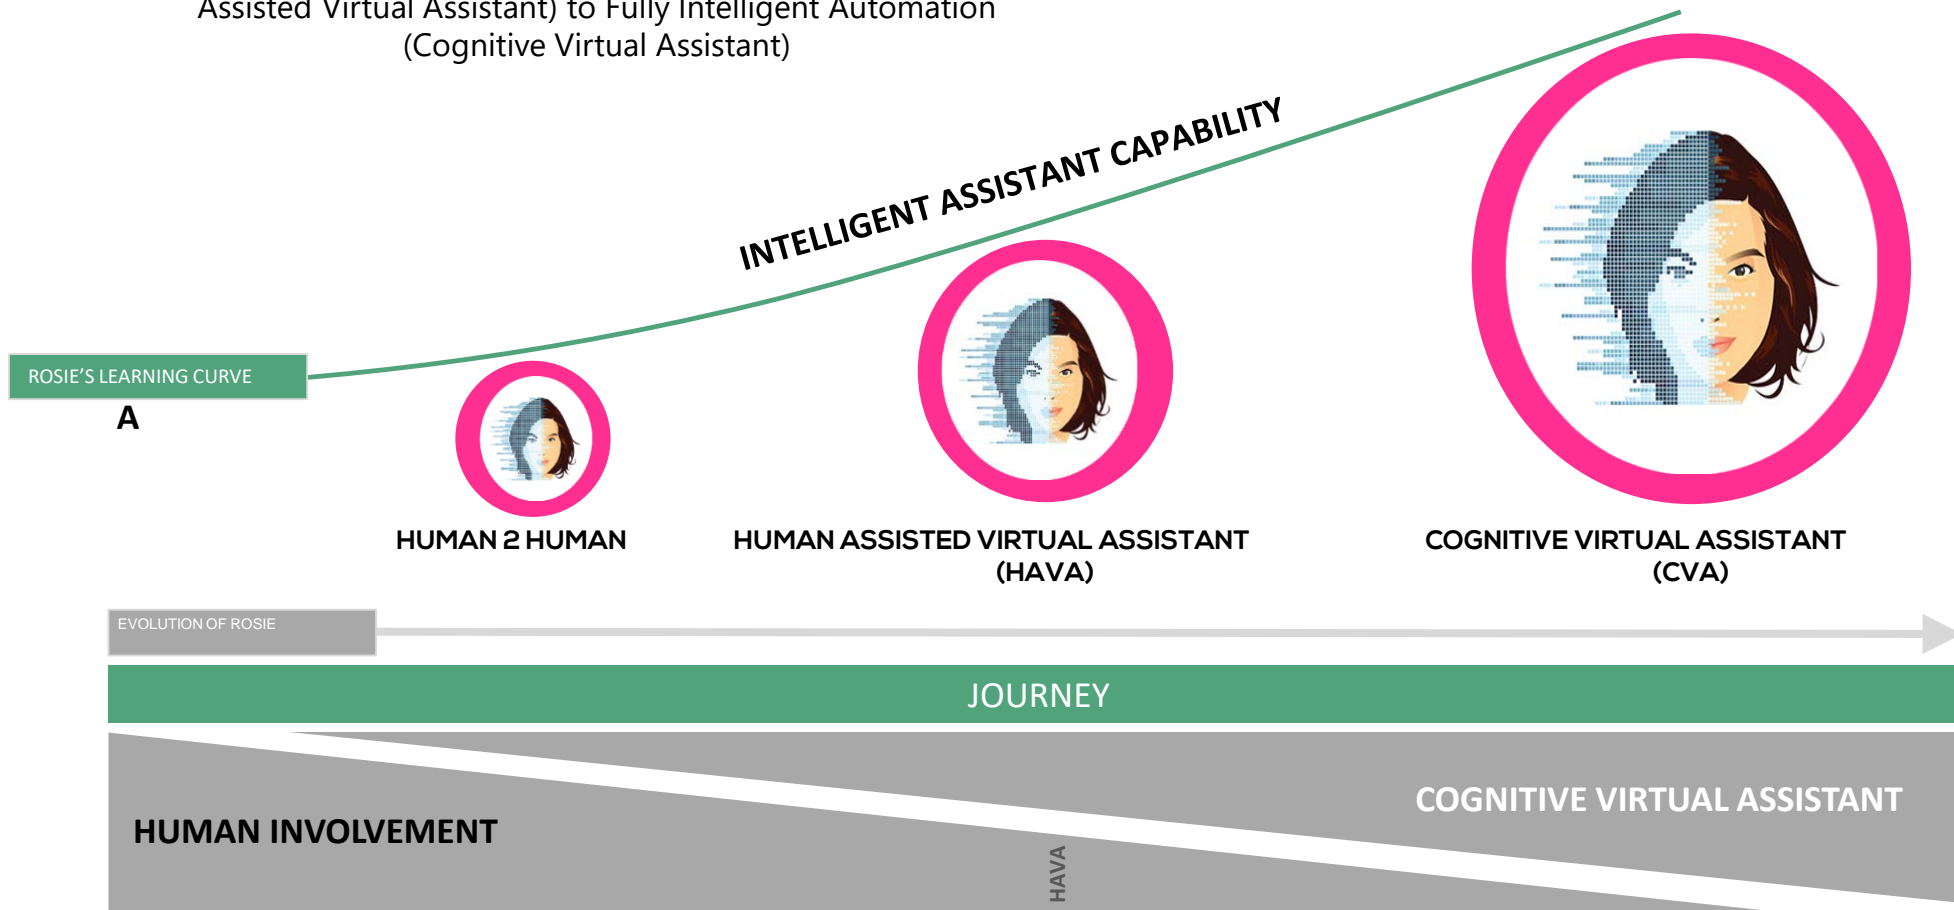 Assisted Virtual Assistant) to Fully Intelligent Automation
(Cognitive Virtual Assistant)
INTELLIGENT ASSISTANT CAPABILITY
ROSIE'S LEARNING CURVE
A
HUMAN 2 HUMAN
HUMAN ASSISTED VIRTUAL ASSISTANT
(HAVA)
COGNITIVE VIRTUAL ASSISTANT
(CVA)
EVOLUTION OF ROSIE
JOURNEY
COGNITIVE VIRTUAL ASSISTANT
HUMAN INVOLVEMENT
HAVA